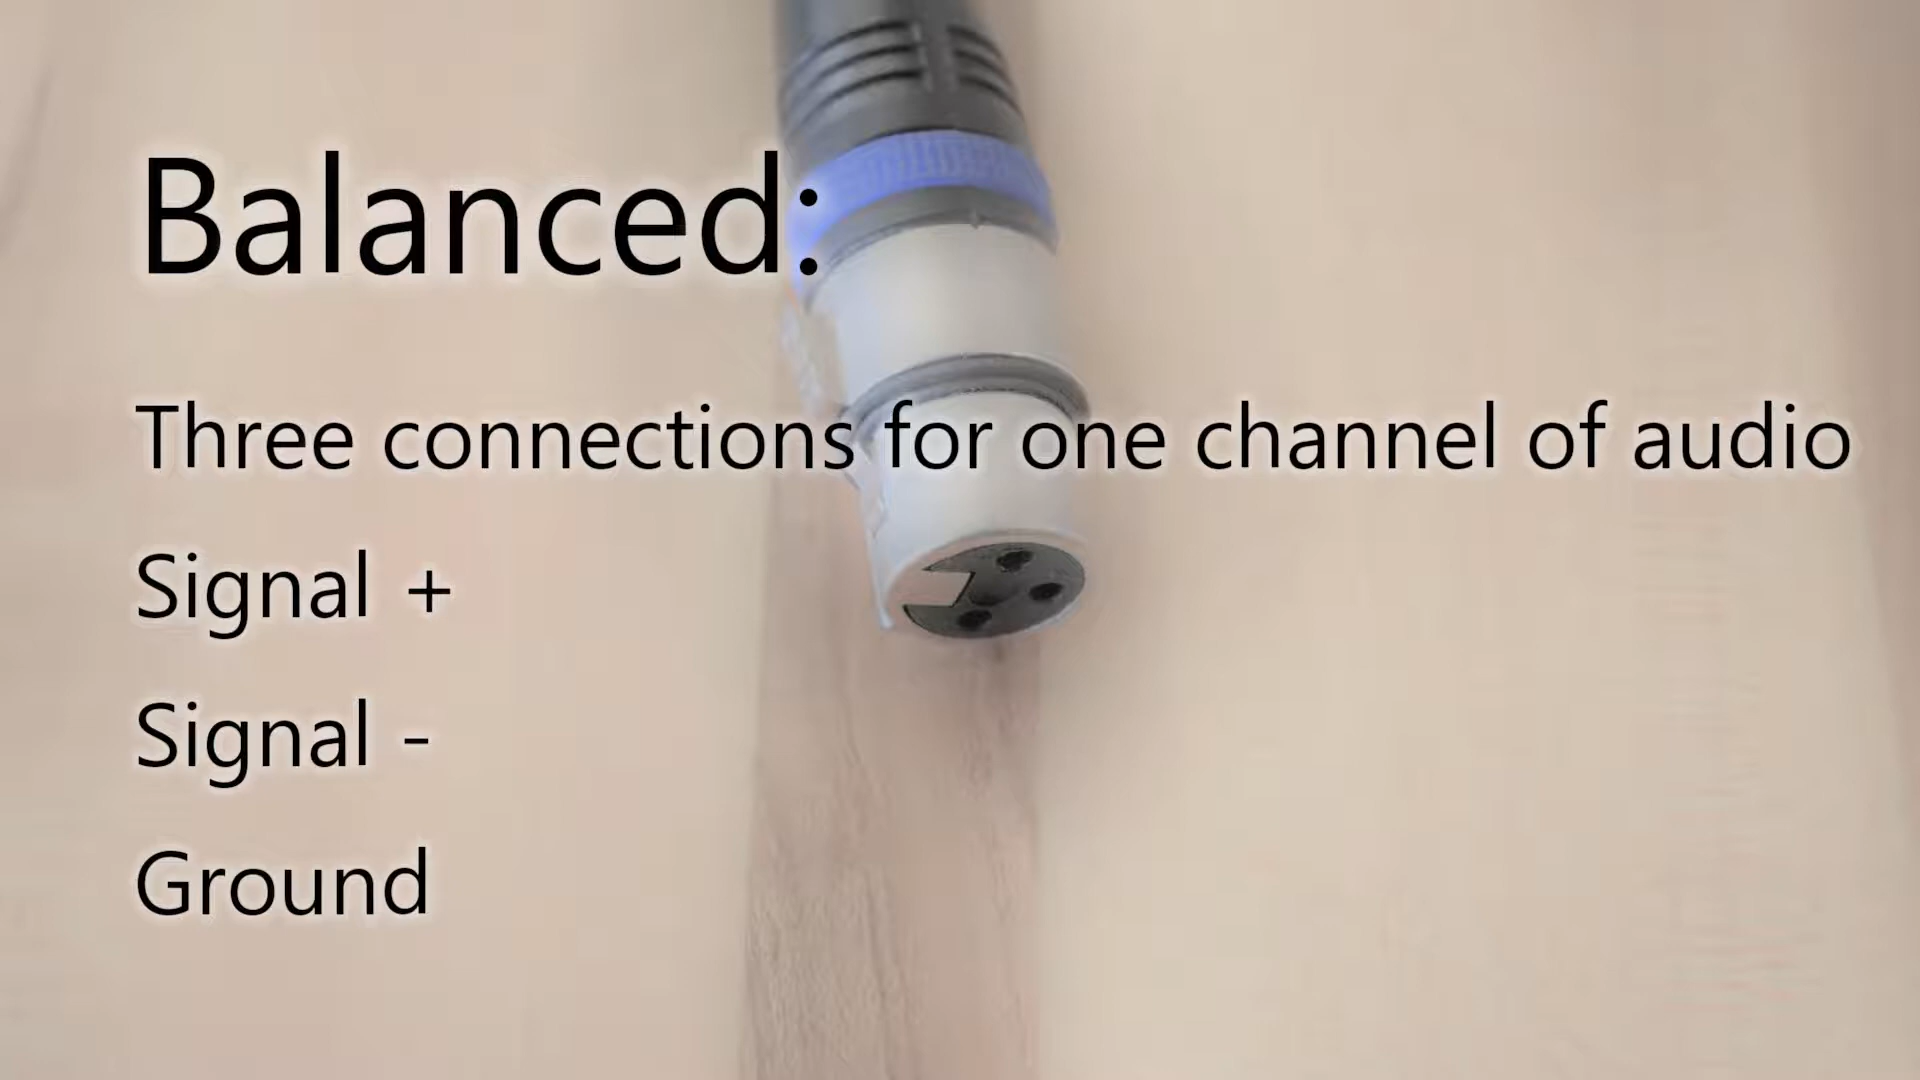 Balanced:
Three connections for one channel of audio
Signal +
Signal -
Ground